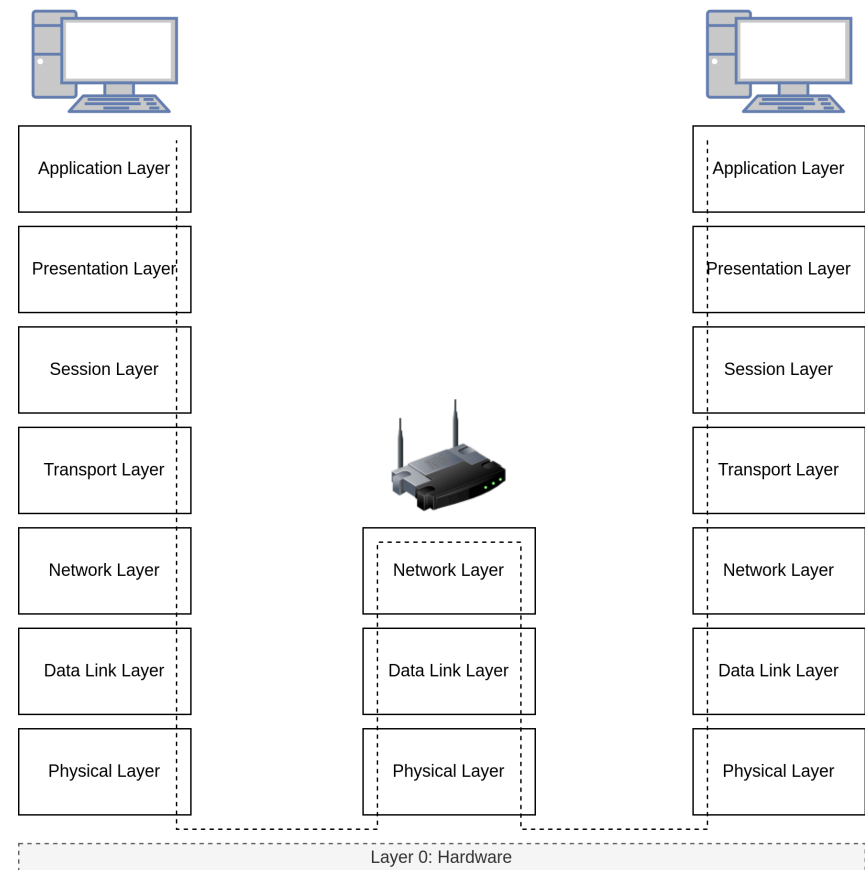 Application Layer
Presentation Layer
Session Layer
Transport Layer
Network Layer
Data Link Layer
Physical Layer
Network Layer
Data Link Layer
Physical Layer
Application Layer
Presentation Layer
Session Layer
Transport Layer
Network Layer
Data Link Layer
Physical Layer
Layer 0: Hardware